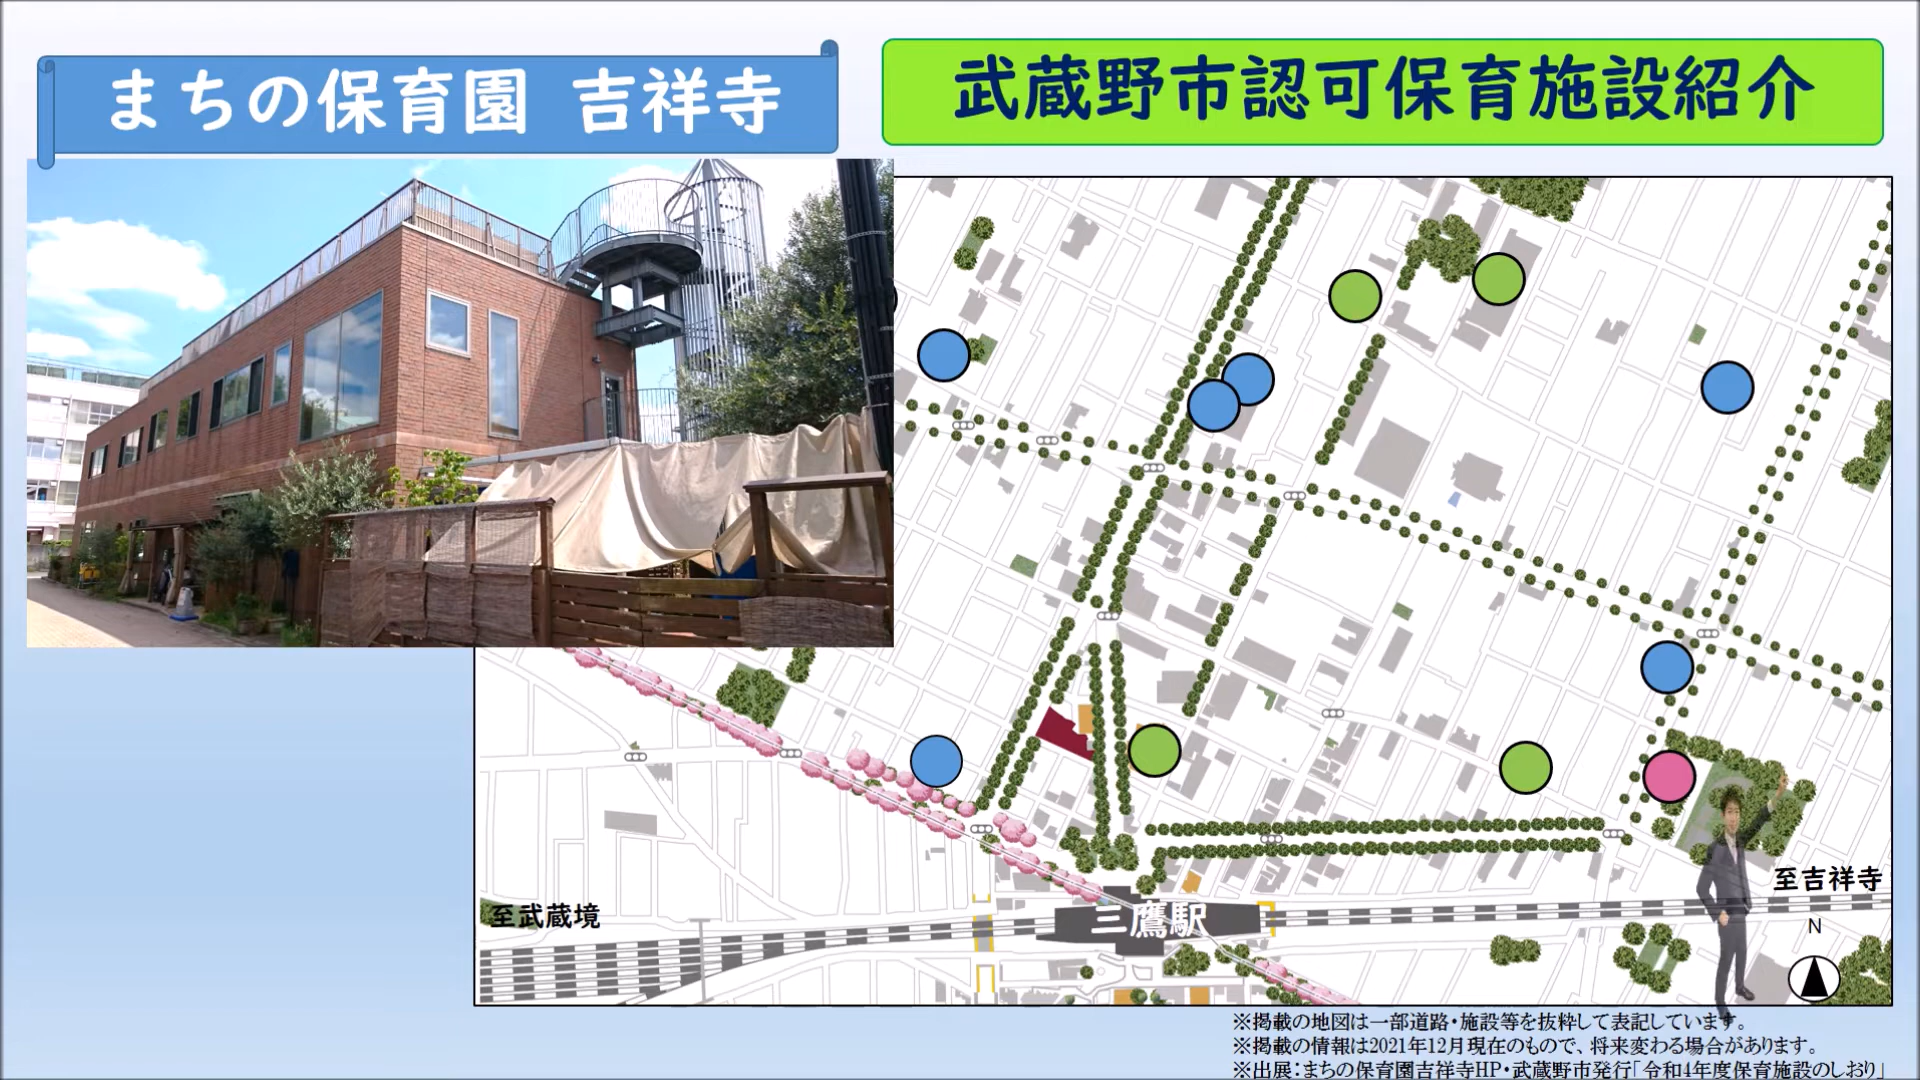 まちの保育園 吉祥寺
武蔵野市認可保育施設紹介
至武蔵境
三鷹駅
至吉祥寺
N
※掲載の地図は一部道路・施設等を抜粋して表記しています。
※掲載の情報は2021年12月現在のもので、将来変わる場合があります。
※出展：まちの保育園吉祥寺HP・武蔵野市発行「令和4年度保育施設のしおり」